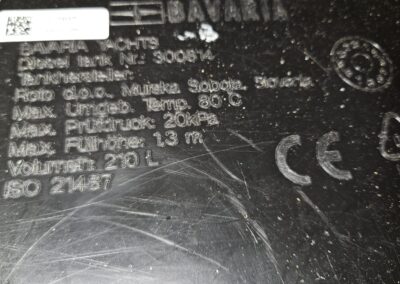 BAVARIA
BAVARIA YACHTS
Diesel tank Nr.: 300614
Tankhersteller:
Roto d.o.o. Murska Sobota, Slovenia
Max. Umgeb. Temp. 80°C
Max. Prüfdruck: 20kPa
Max. Füllhöhe: 1,3 m
Volumen: 210 L
ISO 21487
CE